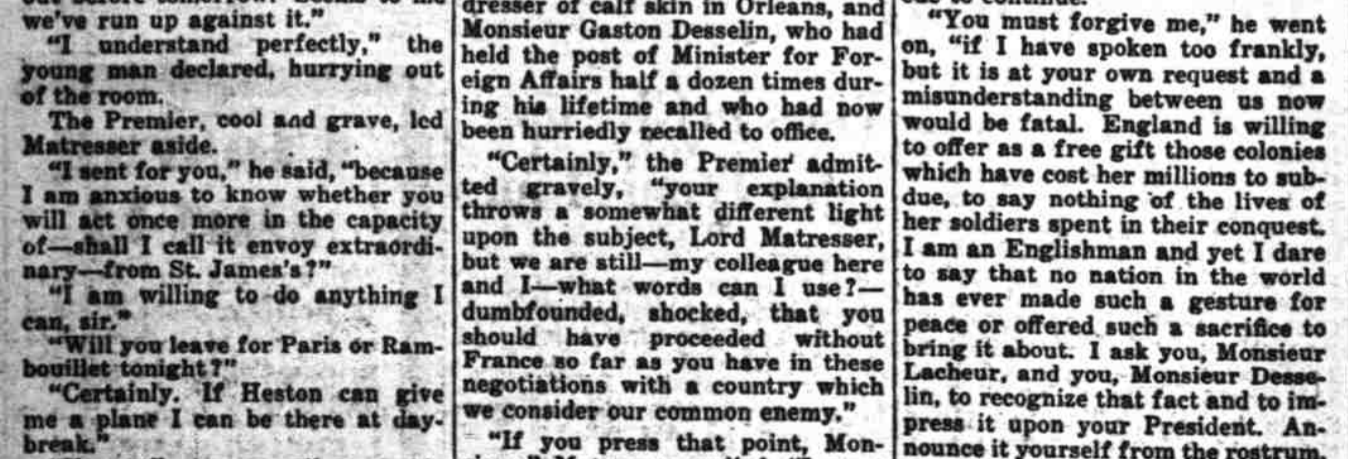 we've run up against it."
"I understand perfectly," the
young man declared, hurrying out
of the room.
The Premier, cool and grave, led
Matresser aside.
"I sent for you," he said, "because
I am anxious to know whether you
will act once more in the capacity
of—shall I call it envoy extraordi-
nary—from St. James's?"
"I am willing to do anything I
can, sir."
"Will you leave for Paris or Ram-
bouillet tonight?"
"Certainly. If Heston can give
me a plane I can be there at day-
break."
dresser of calf skin in Orleans, and
Monsieur Gaston Desselin, who had
held the post of Minister for For-
eign Affairs half a dozen times dur-
ing his lifetime and who had now
been hurriedly recalled to office.
"Certainly," the Premier admit-
ted gravely, "your explanation
throws a somewhat different light
upon the subject, Lord Matresser,
but we are still—my colleague here
and I—what words can I use?—
dumbfounded, shocked, that you
should have proceeded without
France so far as you have in these
negotiations with a country which
we consider our common enemy."
"If you press that point, Mon-
"You must forgive me," he went
on, "if I have spoken too frankly,
but it is at your own request and a
misunderstanding between us now
would be fatal. England is willing
to offer as a free gift those colonies
which have cost her millions to sub-
due, to say nothing of the lives of
her soldiers spent in their conquest.
I am an Englishman and yet I dare
to say that no nation in the world
has ever made such a gesture for
peace or offered such a sacrifice to
bring it about. I ask you, Monsieur
Lacheur, and you, Monsieur Desse-
lin, to recognize that fact and to im-
press it upon your President. An-
nounce it yourself from the rostrum.